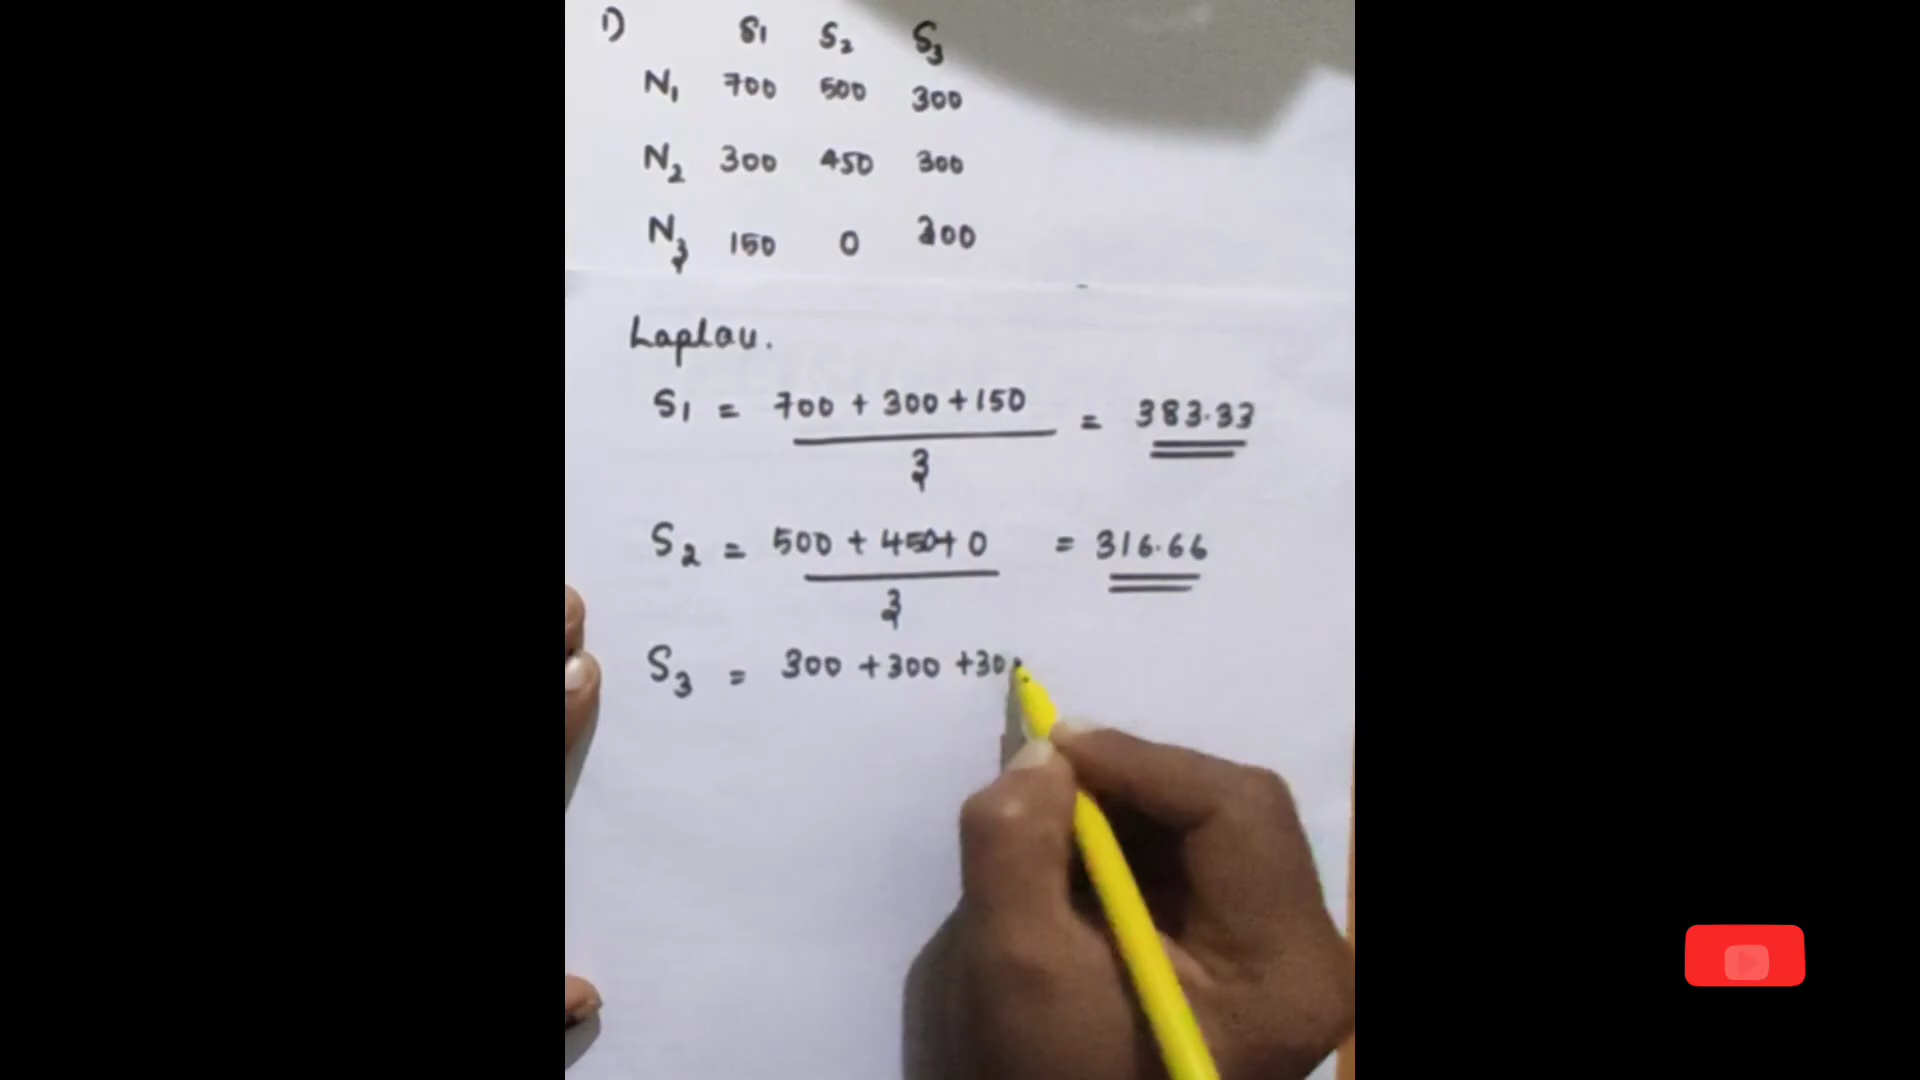 1) S1 S2 S3
N1 700 500 300
N2 300 450 300
N3 150 0 300
Laplau.
S1 = 700 + 300 + 150 = 383.33
3
S2 = 500 + 450 + 0 = 316.66
3
S3 = 300 + 300 + 300